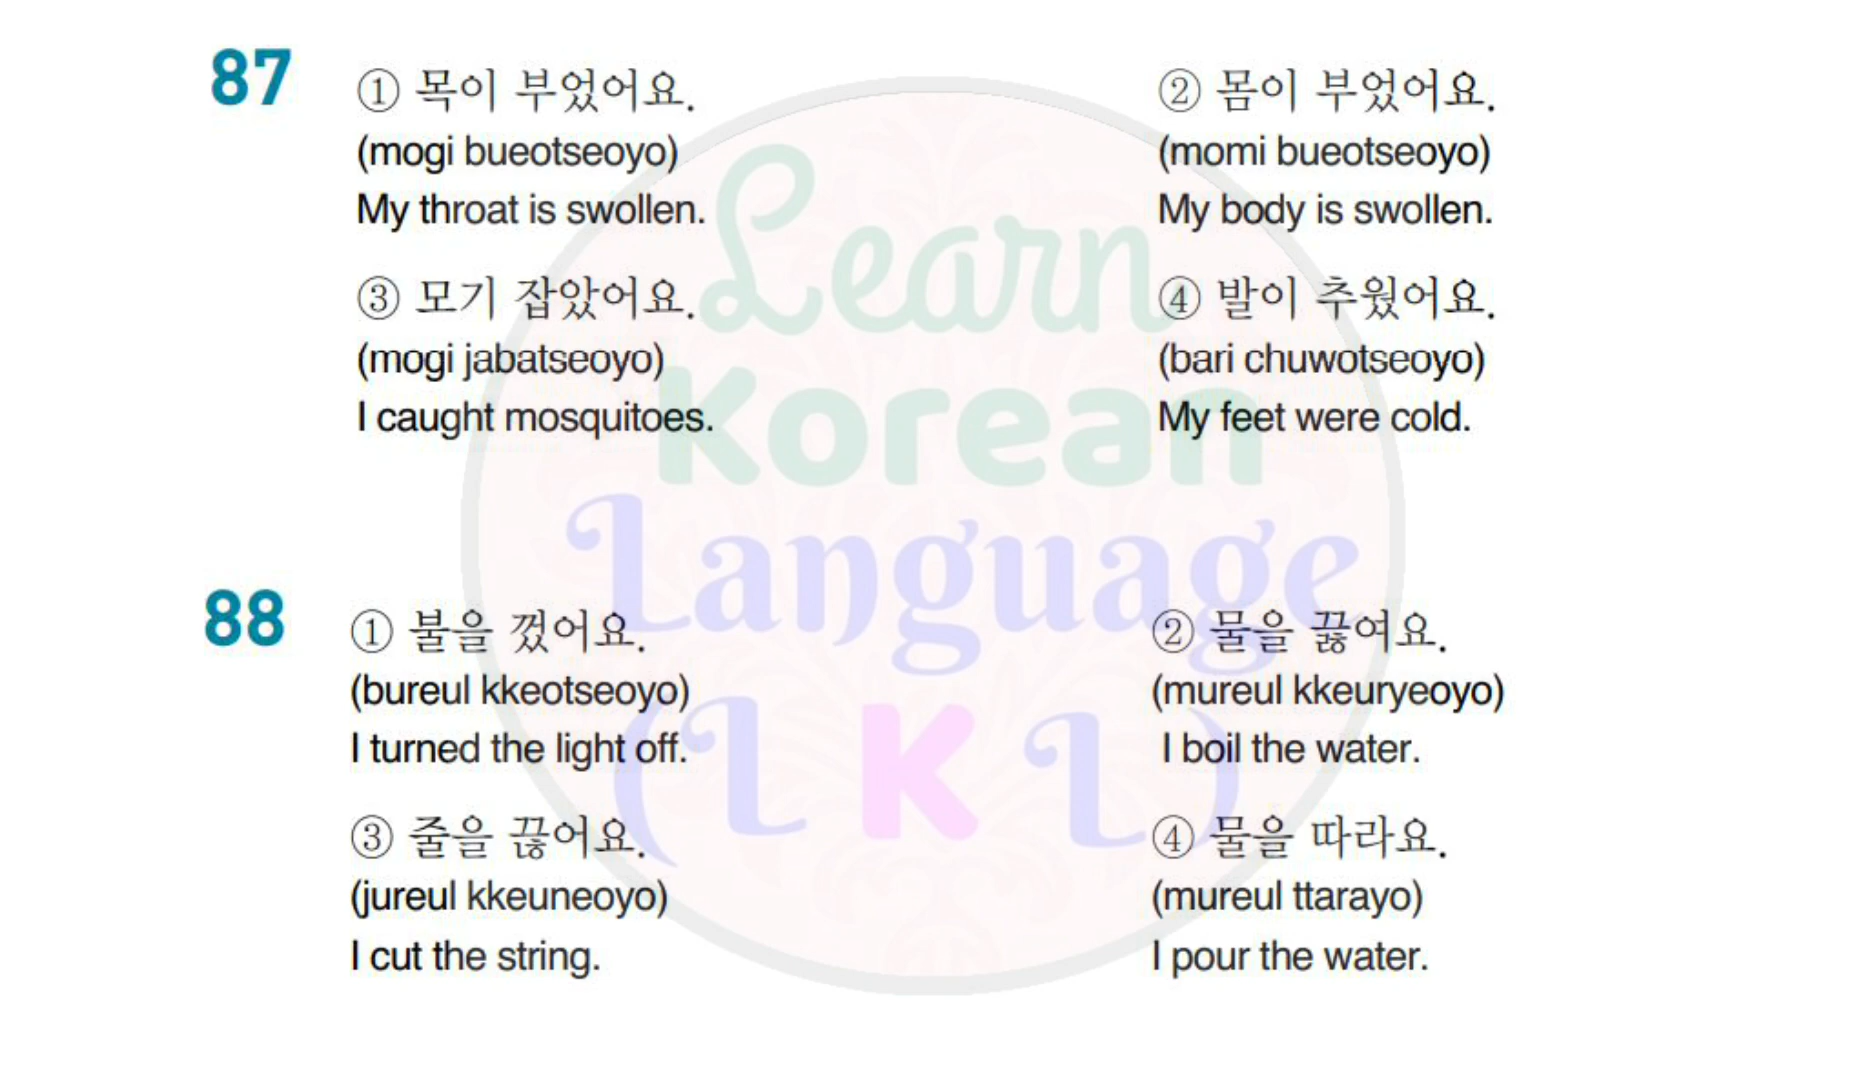 87
① 목이 부었어요.
(mogi bueotseoyo)
My throat is swollen.
② 몸이 부었어요.
(momi bueotseoyo)
My body is swollen.
③ 모기 잡았어요.
(mogi jabatseoyo)
I caught mosquitoes.
④ 발이 추웠어요.
(bari chuwotseoyo)
My feet were cold.
88
① 불을 껐어요.
(bureul kkeotseoyo)
I turned the light off.
② 물을 끓여요.
(mureul kkeuryeoyo)
I boil the water.
③ 줄을 끊어요.
(jureul kkeuneoyo)
I cut the string.
④ 물을 따라요.
(mureul ttarayo)
I pour the water.
Learn
Korean
Language
(L K L)